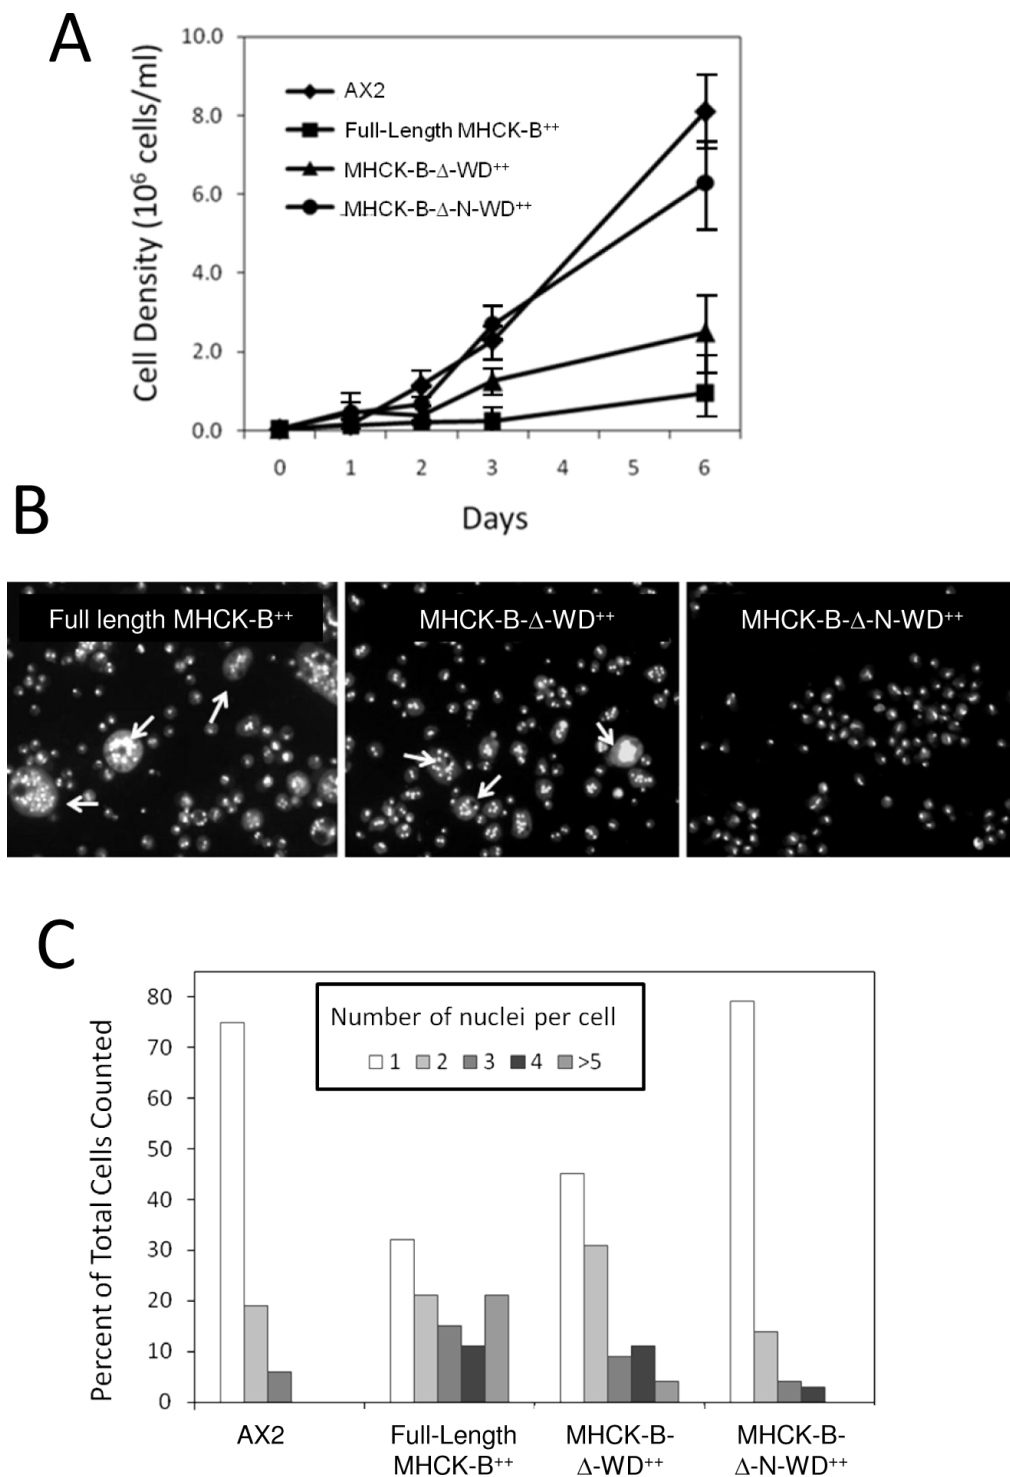 A
10.0
8.0
6.0
4.0
2.0
0.0
Cell Density (10⁶ cells/ml)
AX2
Full-Length MHCK-B⁺⁺
MHCK-B-Δ-WD⁺⁺
MHCK-B-Δ-N-WD⁺⁺
0 1 2 3 4 5 6
Days
B
Full length MHCK-B⁺⁺
MHCK-B-Δ-WD⁺⁺
MHCK-B-Δ-N-WD⁺⁺
C
80
70
60
50
40
30
20
10
0
Percent of Total Cells Counted
Number of nuclei per cell
1 2 3 4 >5
AX2
Full-Length
MHCK-B⁺⁺
MHCK-B-
Δ-WD⁺⁺
MHCK-B-
Δ-N-WD⁺⁺